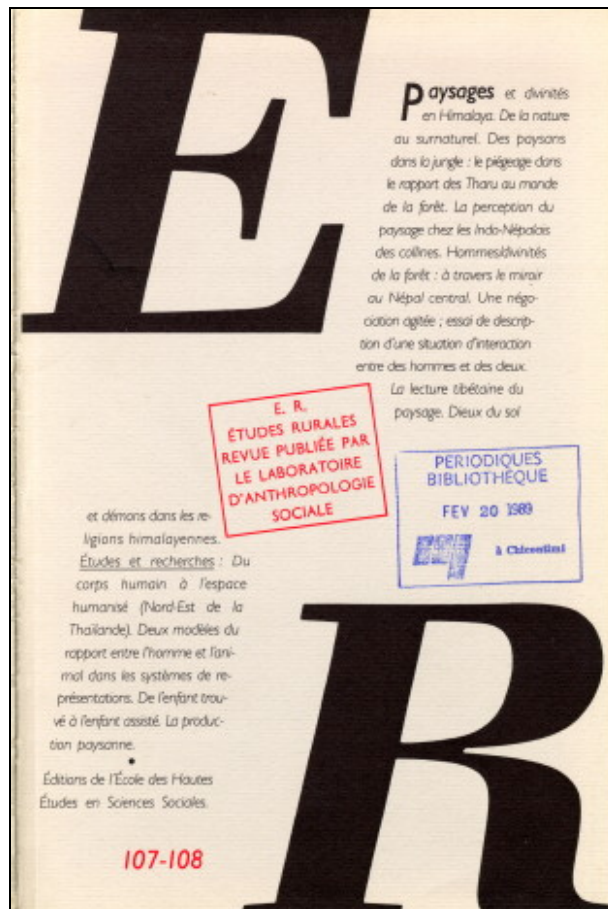 E
Paysages et divinités
en Himalaya. De la nature
au surnaturel. Des paysans
dans la jungle : le piégeage dans
le rapport des Tharu au monde
de la forêt. La perception du
paysage chez les Indo-Népalais
des collines. Hommes/divinités
de la forêt : à travers le miroir
au Népal central. Une négo-
ciation agitée ; essai de descrip-
tion d'une situation d'interaction
entre des hommes et des dieux.
La lecture tibétaine du
paysage. Dieux du sol
E. R.
ÉTUDES RURALES
REVUE PUBLIÉE PAR
LE LABORATOIRE
D'ANTHROPOLOGIE
SOCIALE
PERIODIQUES
BIBLIOTHEQUE
FEV 20 1989
à Chicoutimi
et démons dans les re-
ligions himalayennes.
Études et recherches : Du
corps humain à l'espace
humanisé (Nord-Est de la
Thaïlande). Deux modèles du
rapport entre l'homme et l'ani-
mal dans les systèmes de re-
présentations. De l'enfant trou-
vé à l'enfant assisté. La produc-
tion paysanne.
Éditions de l'École des Hautes
Études en Sciences Sociales.
107-108
R